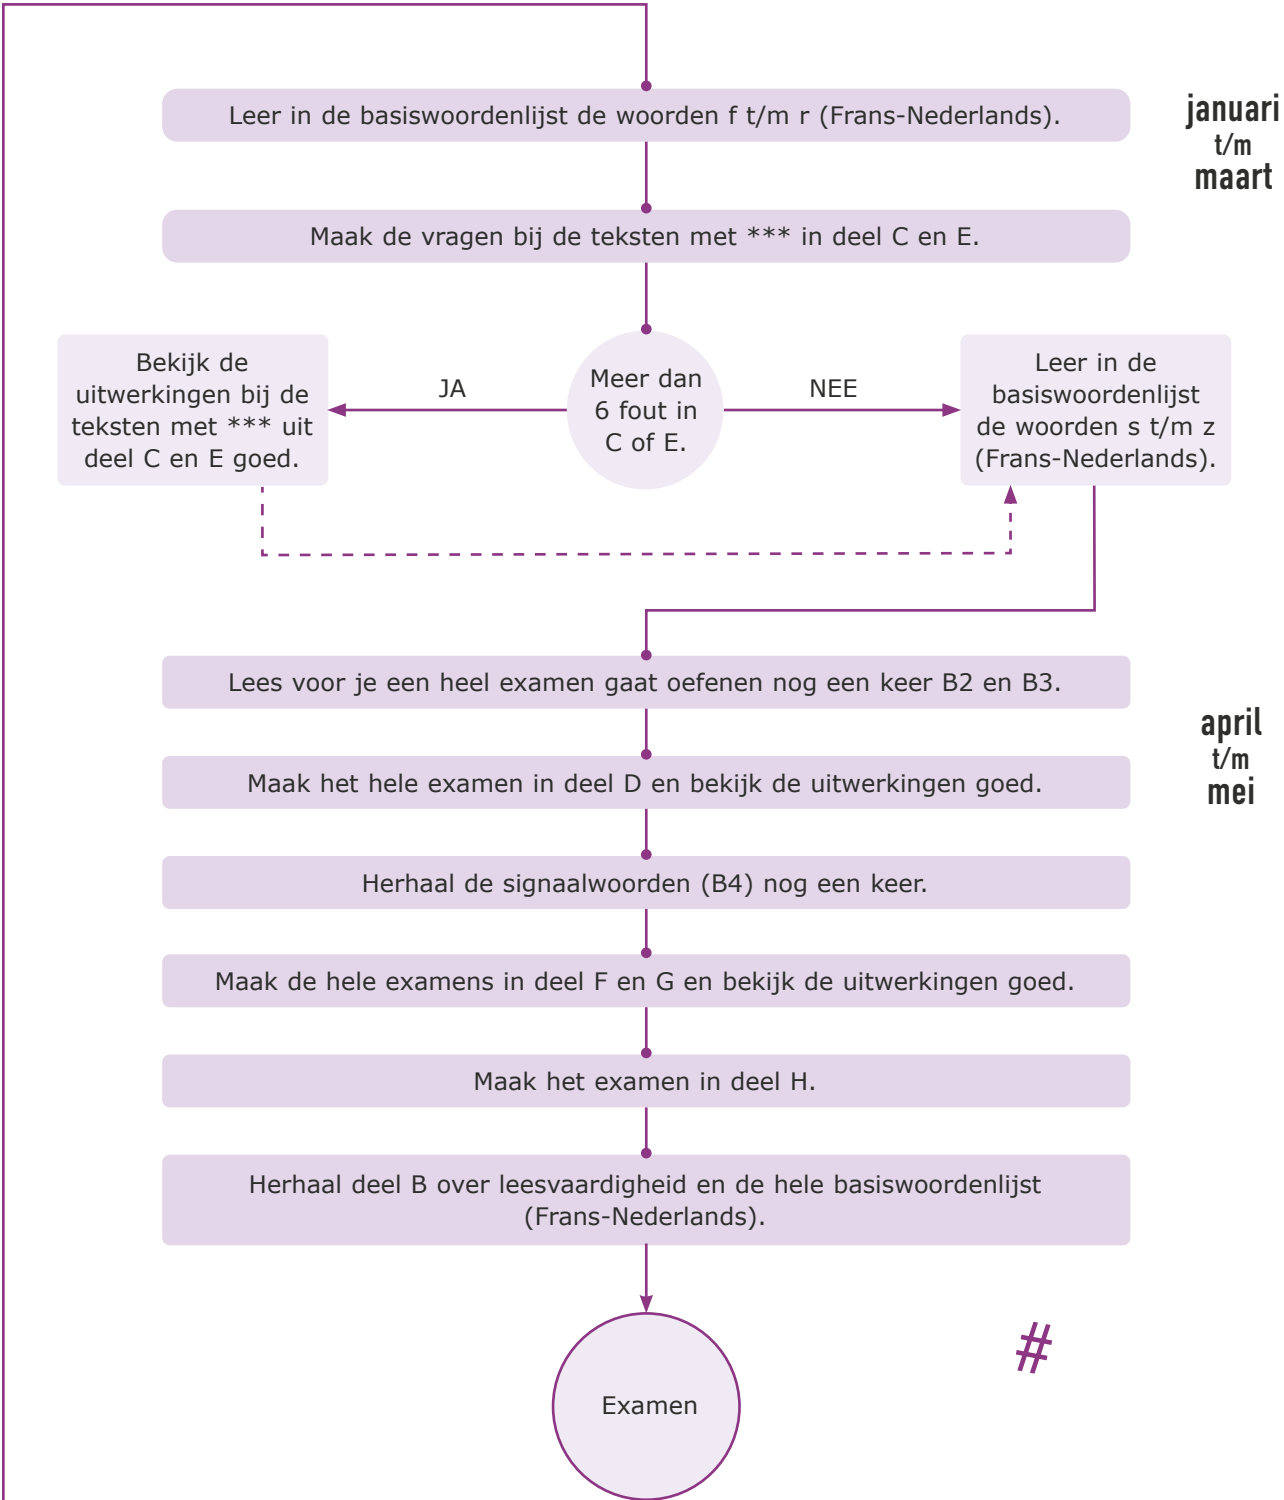 Leer in de basiswoordenlijst de woorden f t/m r (Frans-Nederlands).
januari
t/m
maart
Maak de vragen bij de teksten met *** in deel C en E.
Bekijk de
uitwerkingen bij de
teksten met *** uit
deel C en E goed.
JA
Meer dan
6 fout in
C of E.
NEE
Leer in de
basiswoordenlijst
de woorden s t/m z
(Frans-Nederlands).
Lees voor je een heel examen gaat oefenen nog een keer B2 en B3.
april
t/m
mei
Maak het hele examen in deel D en bekijk de uitwerkingen goed.
Herhaal de signaalwoorden (B4) nog een keer.
Maak de hele examens in deel F en G en bekijk de uitwerkingen goed.
Maak het examen in deel H.
Herhaal deel B over leesvaardigheid en de hele basiswoordenlijst
(Frans-Nederlands).
#
Examen